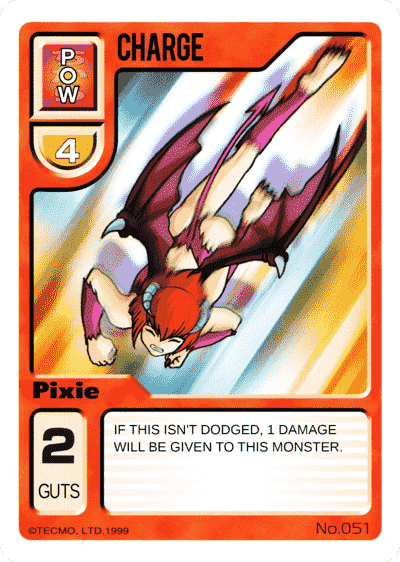 CHARGE
POW
4
Pixie
2
GUTS
IF THIS ISN'T DODGED, 1 DAMAGE
WILL BE GIVEN TO THIS MONSTER.
©TECMO, LTD.1999
No.051